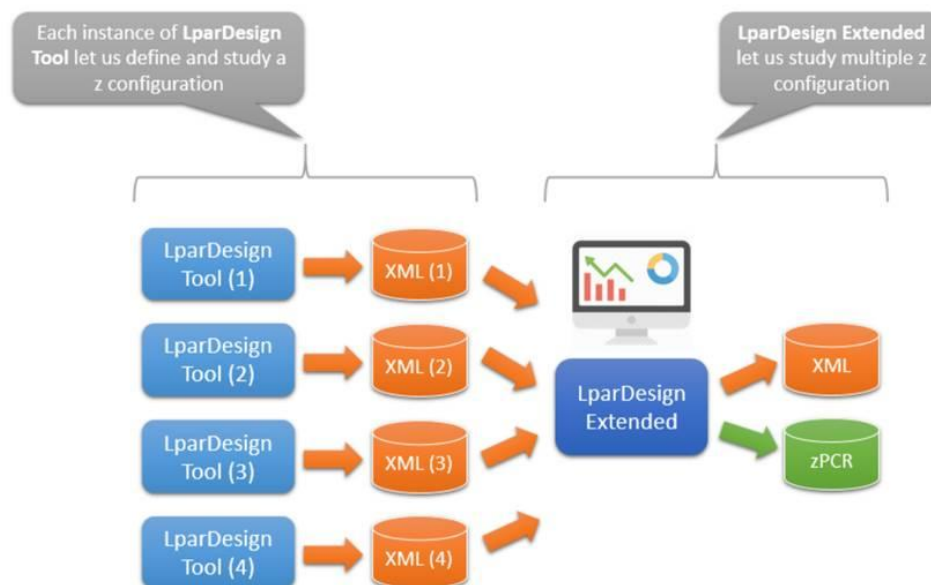 Each instance of LparDesign
Tool let us define and study a
z configuration
LparDesign Extended
let us study multiple z
configuration
LparDesign
Tool (1)
XML (1)
LparDesign
Tool (2)
XML (2)
LparDesign
Tool (3)
XML (3)
LparDesign
Tool (4)
XML (4)
LparDesign
Extended
XML
zPCR